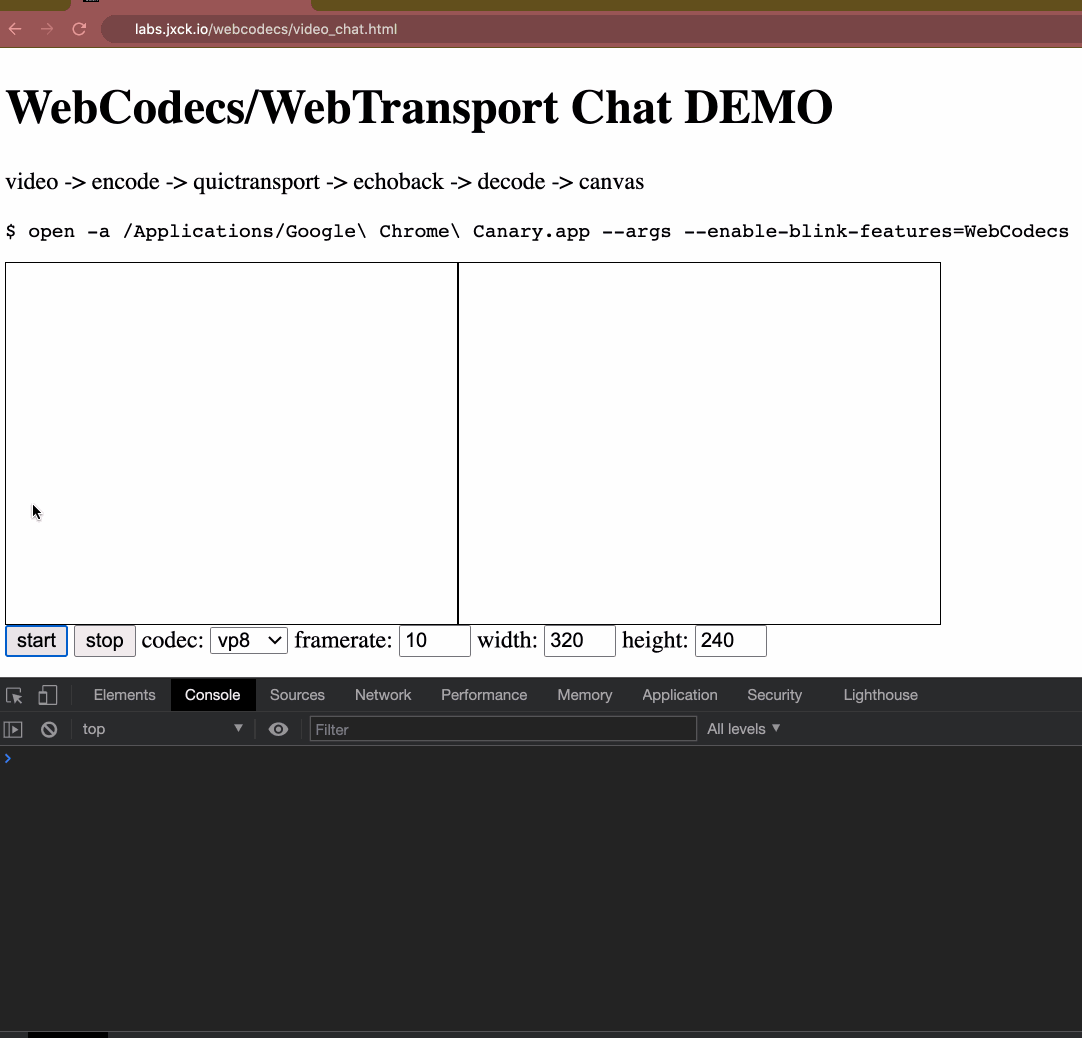 labs.jxck.io/webcodecs/video_chat.html
WebCodecs/WebTransport Chat DEMO
video -> encode -> quictransport -> echoback -> decode -> canvas
$ open -a /Applications/Google\ Chrome\ Canary.app --args --enable-blink-features=WebCodecs
start stop codec: vp8 framerate: 10 width: 320 height: 240
Elements Console Sources Network Performance Memory Application Security Lighthouse
top Filter All levels